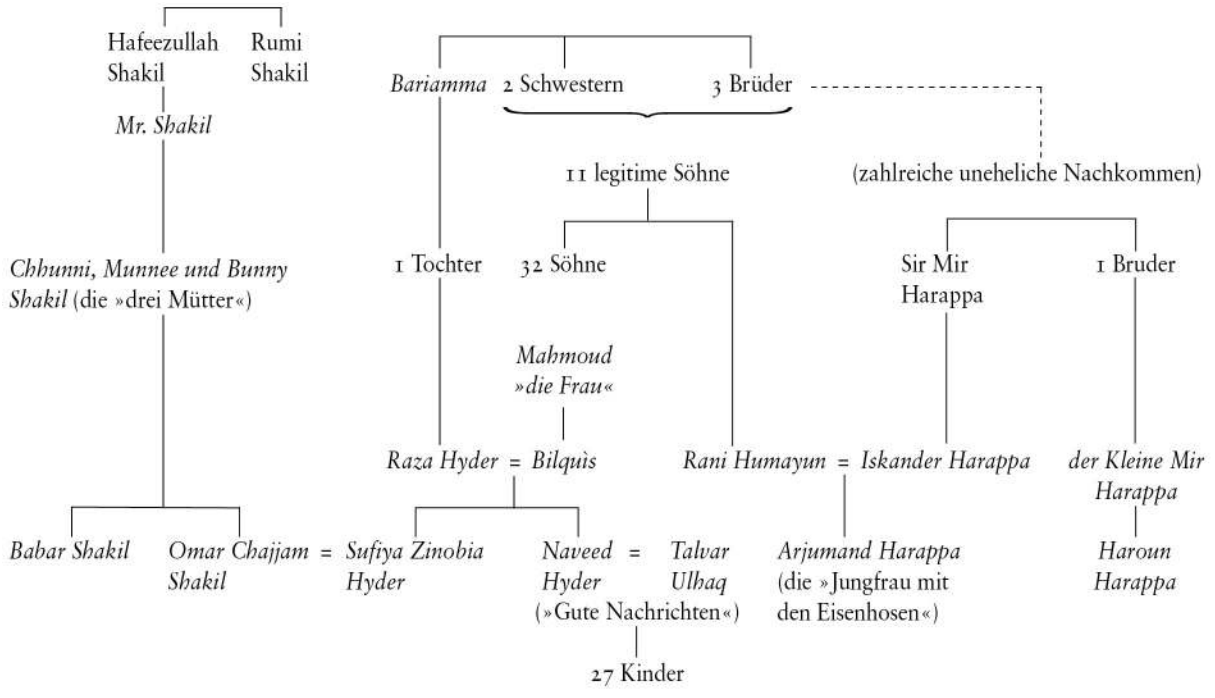 Hafeezullah Shakil
Rumi Shakil
Bariamma
2 Schwestern
3 Brüder
Mr. Shakil
11 legitime Söhne
(zahlreiche uneheliche Nachkommen)
Chhunni, Munnee und Bunny
Shakil (die »drei Mütter«)
1 Tochter
32 Söhne
Sir Mir
Harappa
1 Bruder
Mahmoud
»die Frau«
Raza Hyder = Bilquìs
Rani Humayun = Iskander Harappa
der Kleine Mir
Harappa
Babar Shakil
Omar Chajjam
Shakil
=
Sufiya Zinobia
Hyder
Naveed
Hyder
=
Talvar
Ulhaq
(»Gute Nachrichten«)
Arjumand Harappa
(die »Jungfrau mit
den Eisenhosen«)
Haroun
Harappa
27 Kinder